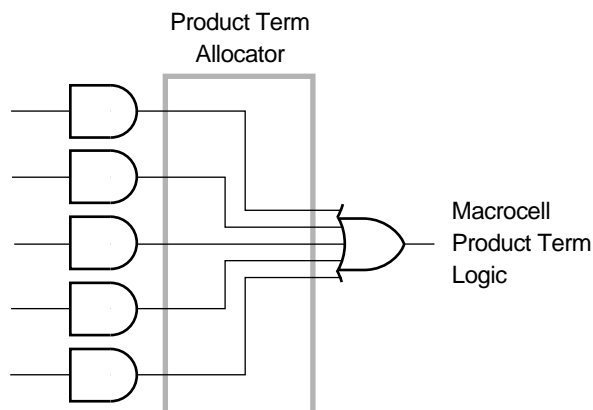 Product Term
Allocator
Macrocell
Product Term
Logic